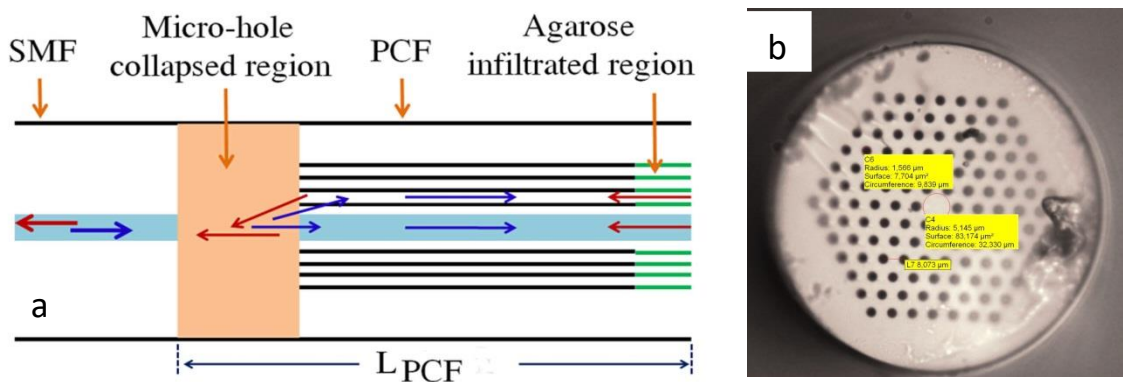 SMF
Micro-hole
collapsed region
PCF
Agarose
infiltrated region
a
L PCF
b
C6
Radius: 1,566 µm
Surface: 7,704 µm²
Circumference: 9,839 µm
C4
Radius: 5,145 µm
Surface: 83,174 µm²
Circumference: 32,330 µm
L7 8,073 µm